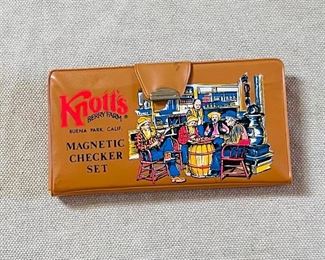 Knott's
BERRY FARM
BUENA PARK, CALIF.
MAGNETIC
CHECKER
SET